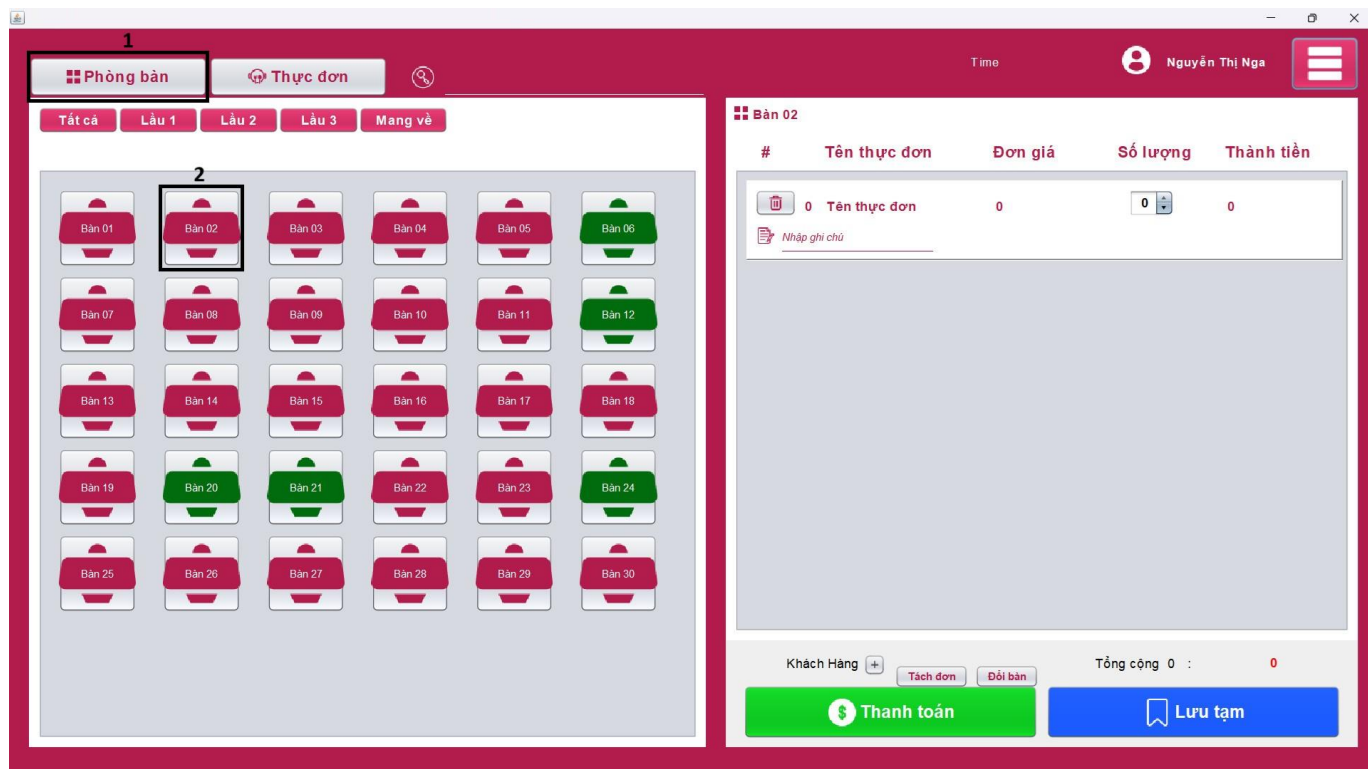 1
Phòng bàn
Thực đơn
Time
Nguyễn Thị Nga
Tất cả
Lầu 1
Lầu 2
Lầu 3
Mang về
2
Bàn 01
Bàn 02
Bàn 03
Bàn 04
Bàn 05
Bàn 06
Bàn 07
Bàn 08
Bàn 09
Bàn 10
Bàn 11
Bàn 12
Bàn 13
Bàn 14
Bàn 15
Bàn 16
Bàn 17
Bàn 18
Bàn 19
Bàn 20
Bàn 21
Bàn 22
Bàn 23
Bàn 24
Bàn 25
Bàn 26
Bàn 27
Bàn 28
Bàn 29
Bàn 30
Bàn 02
# Tên thực đơn Đơn giá Số lượng Thành tiền
0 Tên thực đơn 0 0 0
Nhập ghi chú
Khách Hàng +
Tách đơn
Đổi bàn
Tổng cộng 0 : 0
$ Thanh toán
Lưu tạm